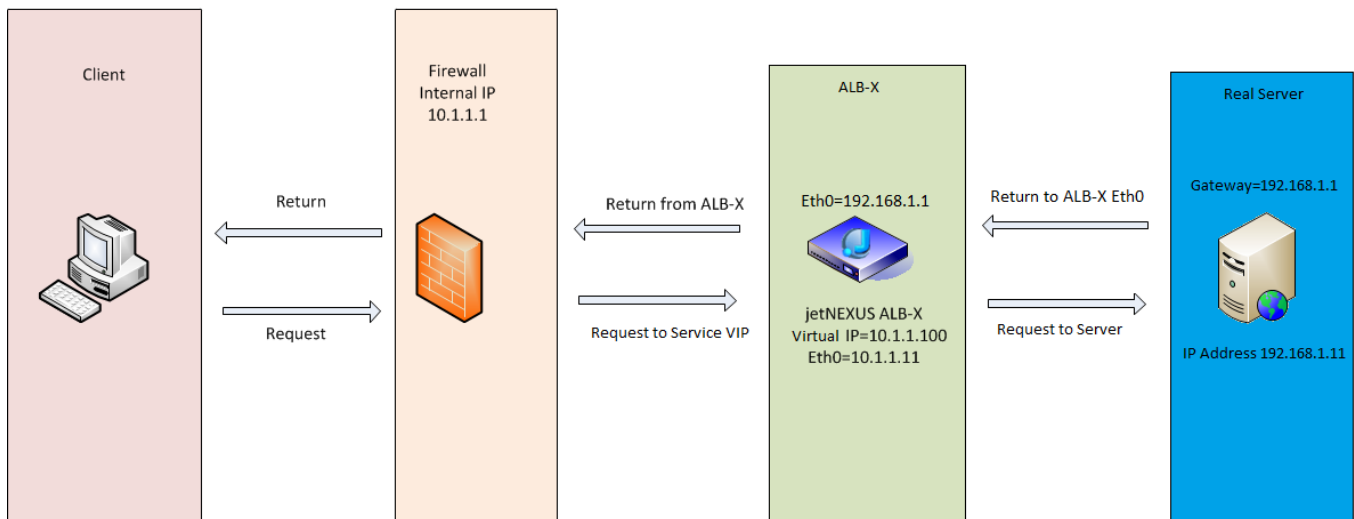 Client
Firewall
Internal IP
10.1.1.1
ALB-X
Real Server
Return
Request
Return from ALB-X
Request to Service VIP
Eth0=192.168.1.1
jetNEXUS ALB-X
Virtual IP=10.1.1.100
Eth0=10.1.1.11
Return to ALB-X Eth0
Request to Server
Gateway=192.168.1.1
IP Address 192.168.1.11